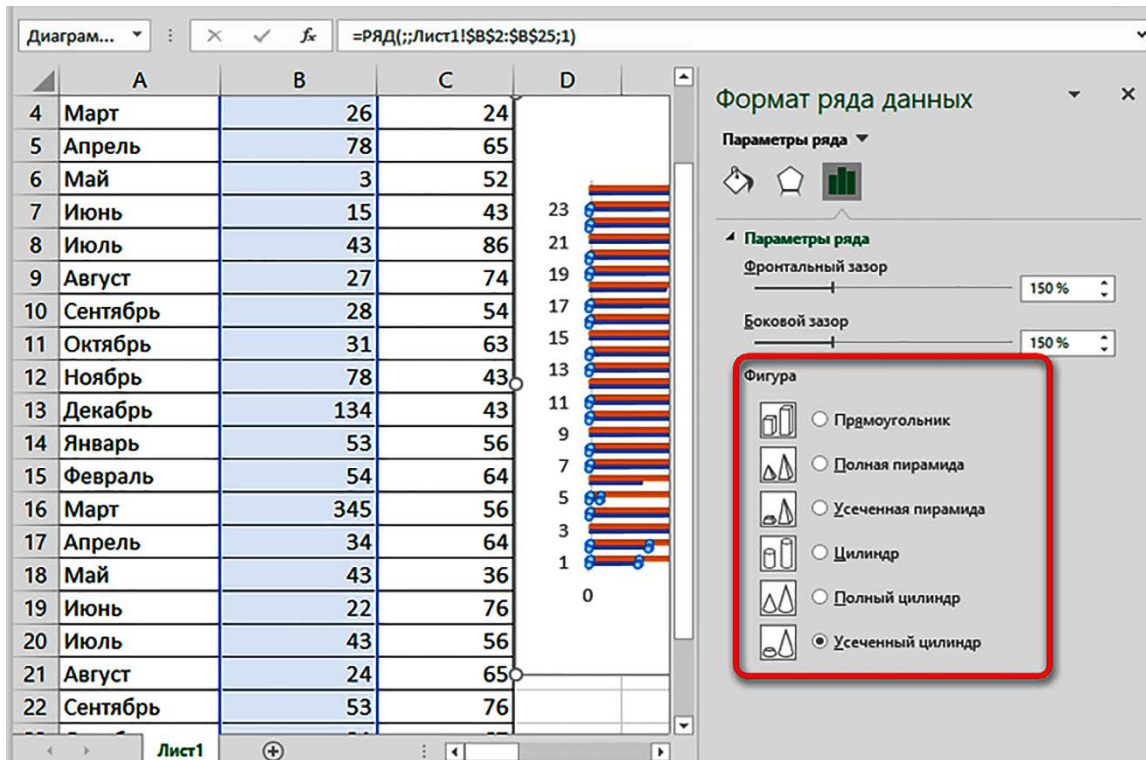 Диаграм... fx =РЯД(;;Лист1!$B$2:$B$25;1)
A B C D
4 Март 26 24
5 Апрель 78 65
6 Май 3 52
7 Июнь 15 43
8 Июль 43 86
9 Август 27 74
10 Сентябрь 28 54
11 Октябрь 31 63
12 Ноябрь 78 43
13 Декабрь 134 43
14 Январь 53 56
15 Февраль 54 64
16 Март 345 56
17 Апрель 34 64
18 Май 43 36
19 Июнь 22 76
20 Июль 43 56
21 Август 24 65
22 Сентябрь 53 76
Лист1
23
21
19
17
15
13
11
9
7
5
3
1
0
Формат ряда данных
Параметры ряда
Параметры ряда
Фронтальный зазор
150 %
Боковой зазор
150 %
Фигура
Прямоугольник
Полная пирамида
Усеченная пирамида
Цилиндр
Полный цилиндр
Усеченный цилиндр